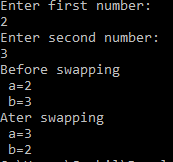 Enter first number:
2
Enter second number:
3
Before swapping
 a=2
 b=3
Ater swapping
 a=3
 b=2